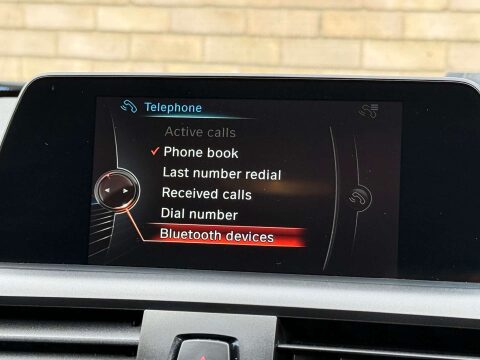 Telephone
Active calls
Phone book
Last number redial
Received calls
Dial number
Bluetooth devices